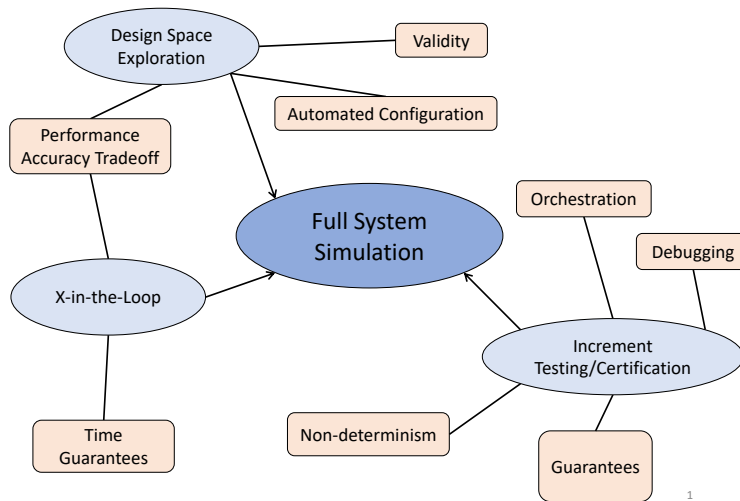 Design Space
Exploration
Validity
Automated Configuration
Performance
Accuracy Tradeoff
Full System
Simulation
Orchestration
Debugging
X-in-the-Loop
Increment
Testing/Certification
Non-determinism
Time
Guarantees
Guarantees
1